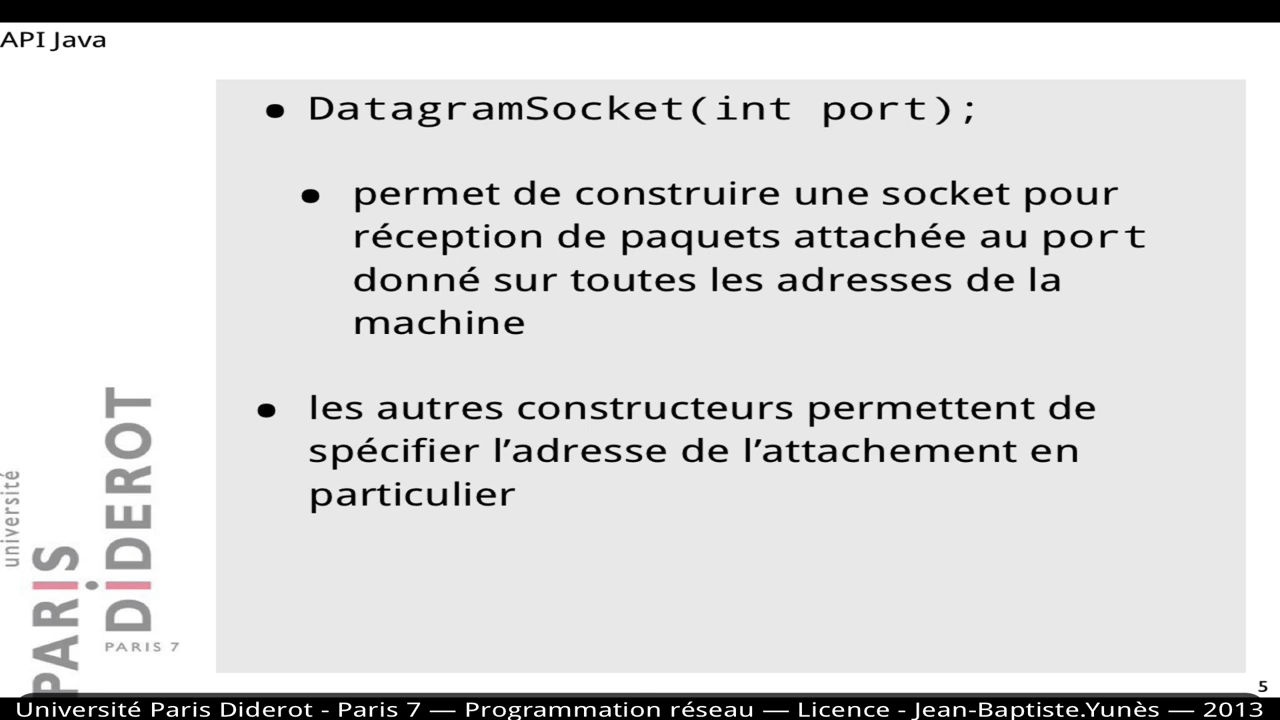 API Java
• DatagramSocket(int port);
• permet de construire une socket pour
réception de paquets attachée au port
donné sur toutes les adresses de la
machine
• les autres constructeurs permettent de
spécifier l’adresse de l’attachement en
particulier
université
PARIS
DiDEROT
PARIS 7
5
Université Paris Diderot - Paris 7 — Programmation réseau — Licence - Jean-Baptiste.Yunès — 2013